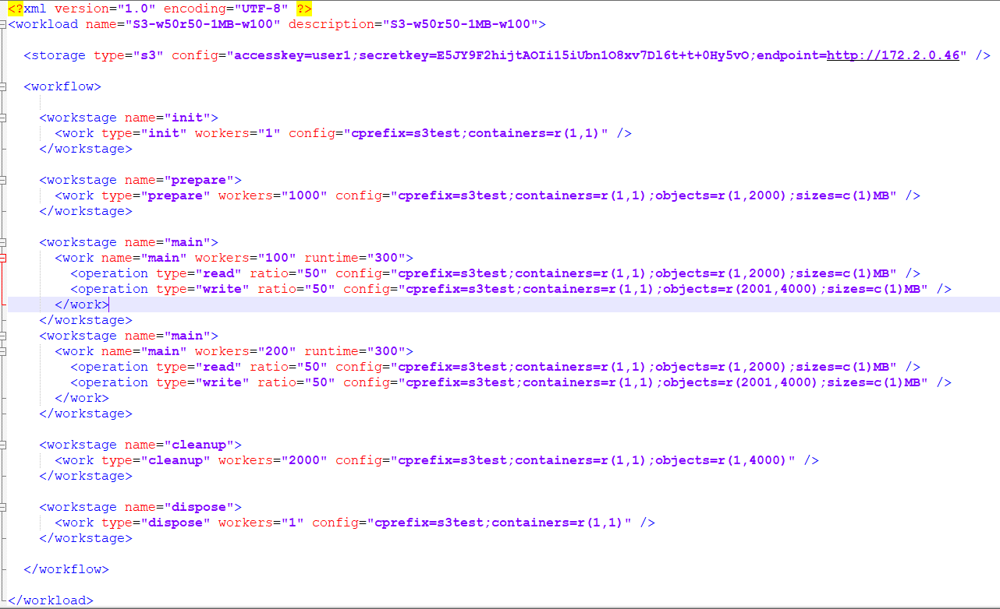 <?xml version="1.0" encoding="UTF-8" ?>
<workload name="S3-w50r50-1MB-w100" description="S3-w50r50-1MB-w100">
<storage type="s3" config="accesskey=user1;secretkey=E5JY9F2hijtAOIi15iUbn1O8xv7Dl6t+t+0Hy5vO;endpoint=http://172.2.0.46" />
<workflow>
<workstage name="init">
<work type="init" workers="1" config="cprefix=s3test;containers=r(1,1)" />
</workstage>
<workstage name="prepare">
<work type="prepare" workers="1000" config="cprefix=s3test;containers=r(1,1);objects=r(1,2000);sizes=c(1)MB" />
</workstage>
<workstage name="main">
<work name="main" workers="100" runtime="300">
<operation type="read" ratio="50" config="cprefix=s3test;containers=r(1,1);objects=r(1,2000);sizes=c(1)MB" />
<operation type="write" ratio="50" config="cprefix=s3test;containers=r(1,1);objects=r(2001,4000);sizes=c(1)MB" />
</work>
</workstage>
<workstage name="main">
<work name="main" workers="200" runtime="300">
<operation type="read" ratio="50" config="cprefix=s3test;containers=r(1,1);objects=r(1,2000);sizes=c(1)MB" />
<operation type="write" ratio="50" config="cprefix=s3test;containers=r(1,1);objects=r(2001,4000);sizes=c(1)MB" />
</work>
</workstage>
<workstage name="cleanup">
<work type="cleanup" workers="2000" config="cprefix=s3test;containers=r(1,1);objects=r(1,4000)" />
</workstage>
<workstage name="dispose">
<work type="dispose" workers="1" config="cprefix=s3test;containers=r(1,1)" />
</workstage>
</workflow>
</workload>